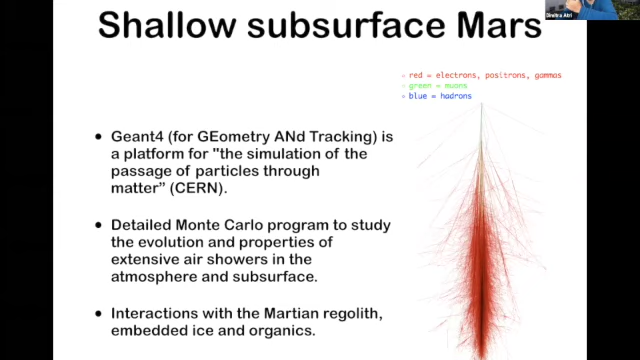 Shallow subsurface Mars
red = electrons, positrons, gammas
green = muons
blue = hadrons
• Geant4 (for GEometry ANd Tracking) is
a platform for "the simulation of the
passage of particles through
matter” (CERN).
• Detailed Monte Carlo program to study
the evolution and properties of
extensive air showers in the
atmosphere and subsurface.
• Interactions with the Martian regolith,
embedded ice and organics.